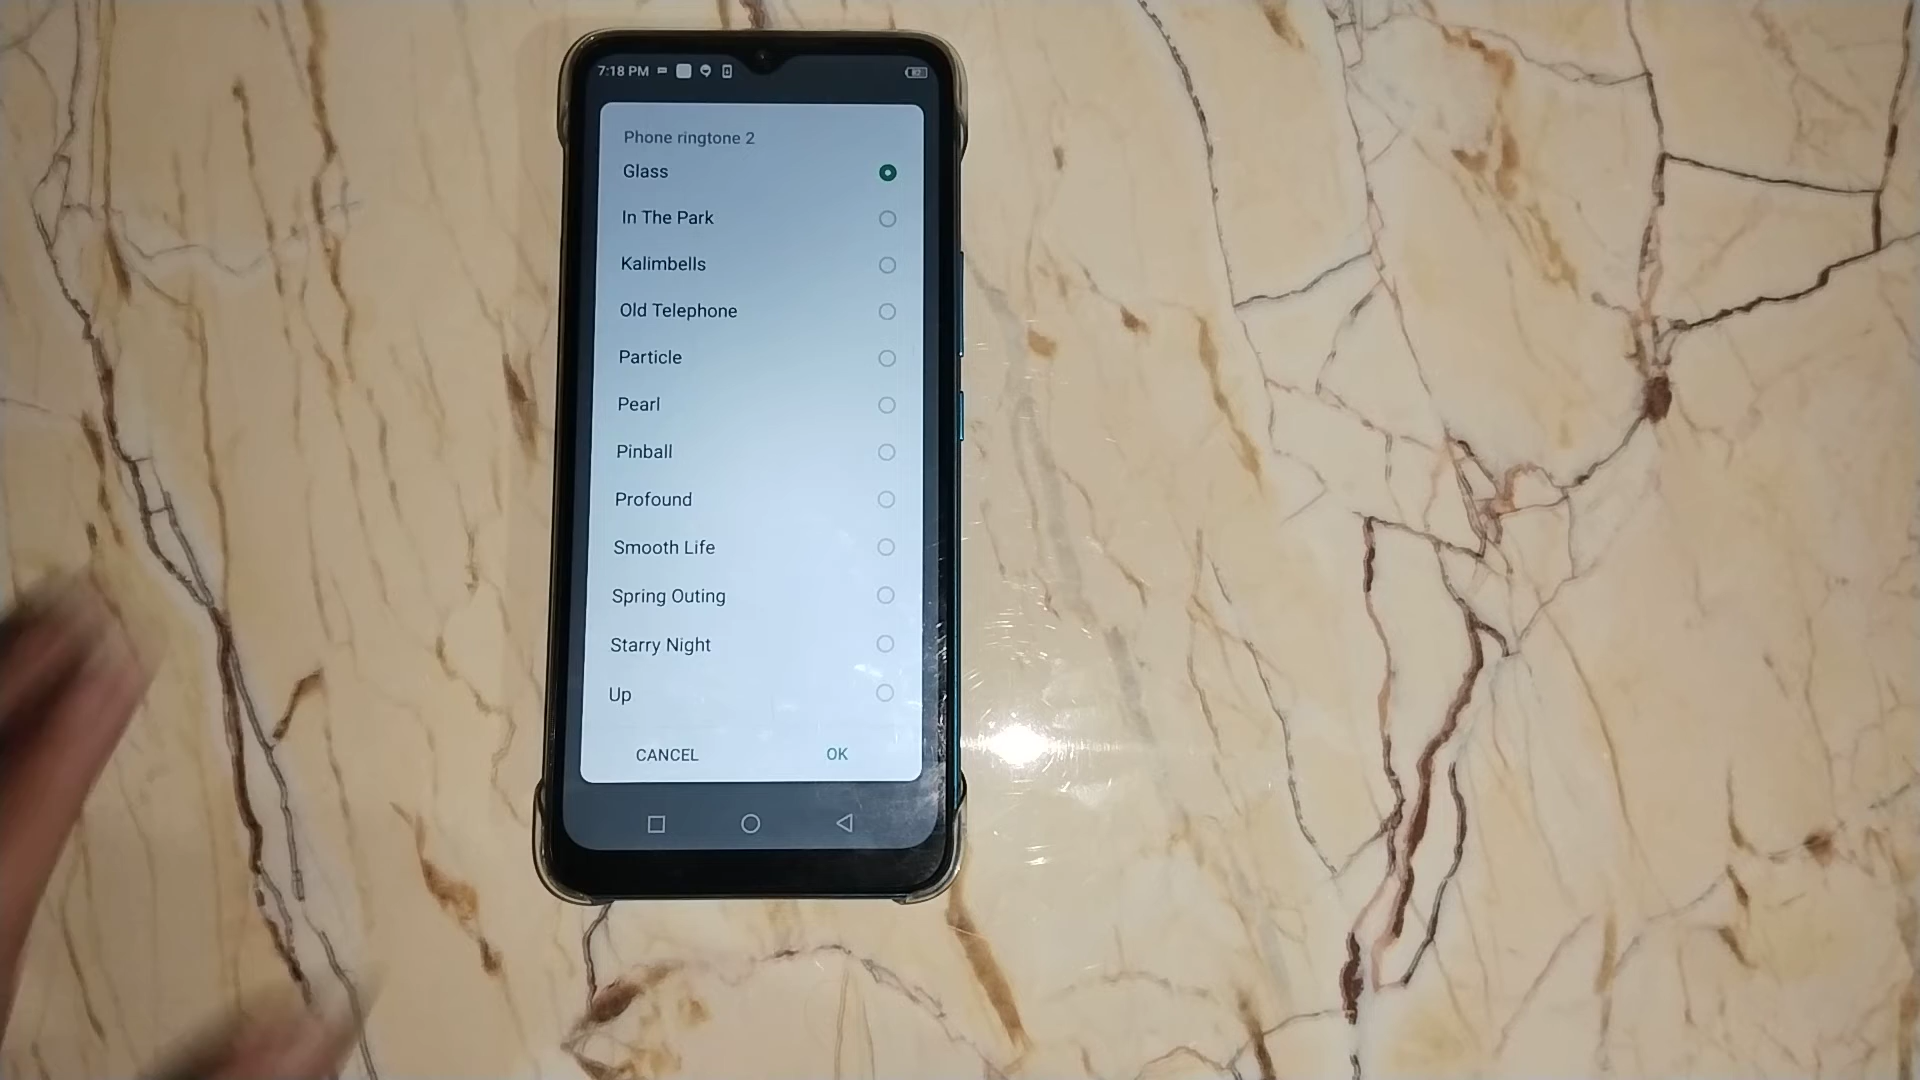 7:18 PM
82
Phone ringtone 2
Glass
In The Park
Kalimbells
Old Telephone
Particle
Pearl
Pinball
Profound
Smooth Life
Spring Outing
Starry Night
Up
CANCEL OK